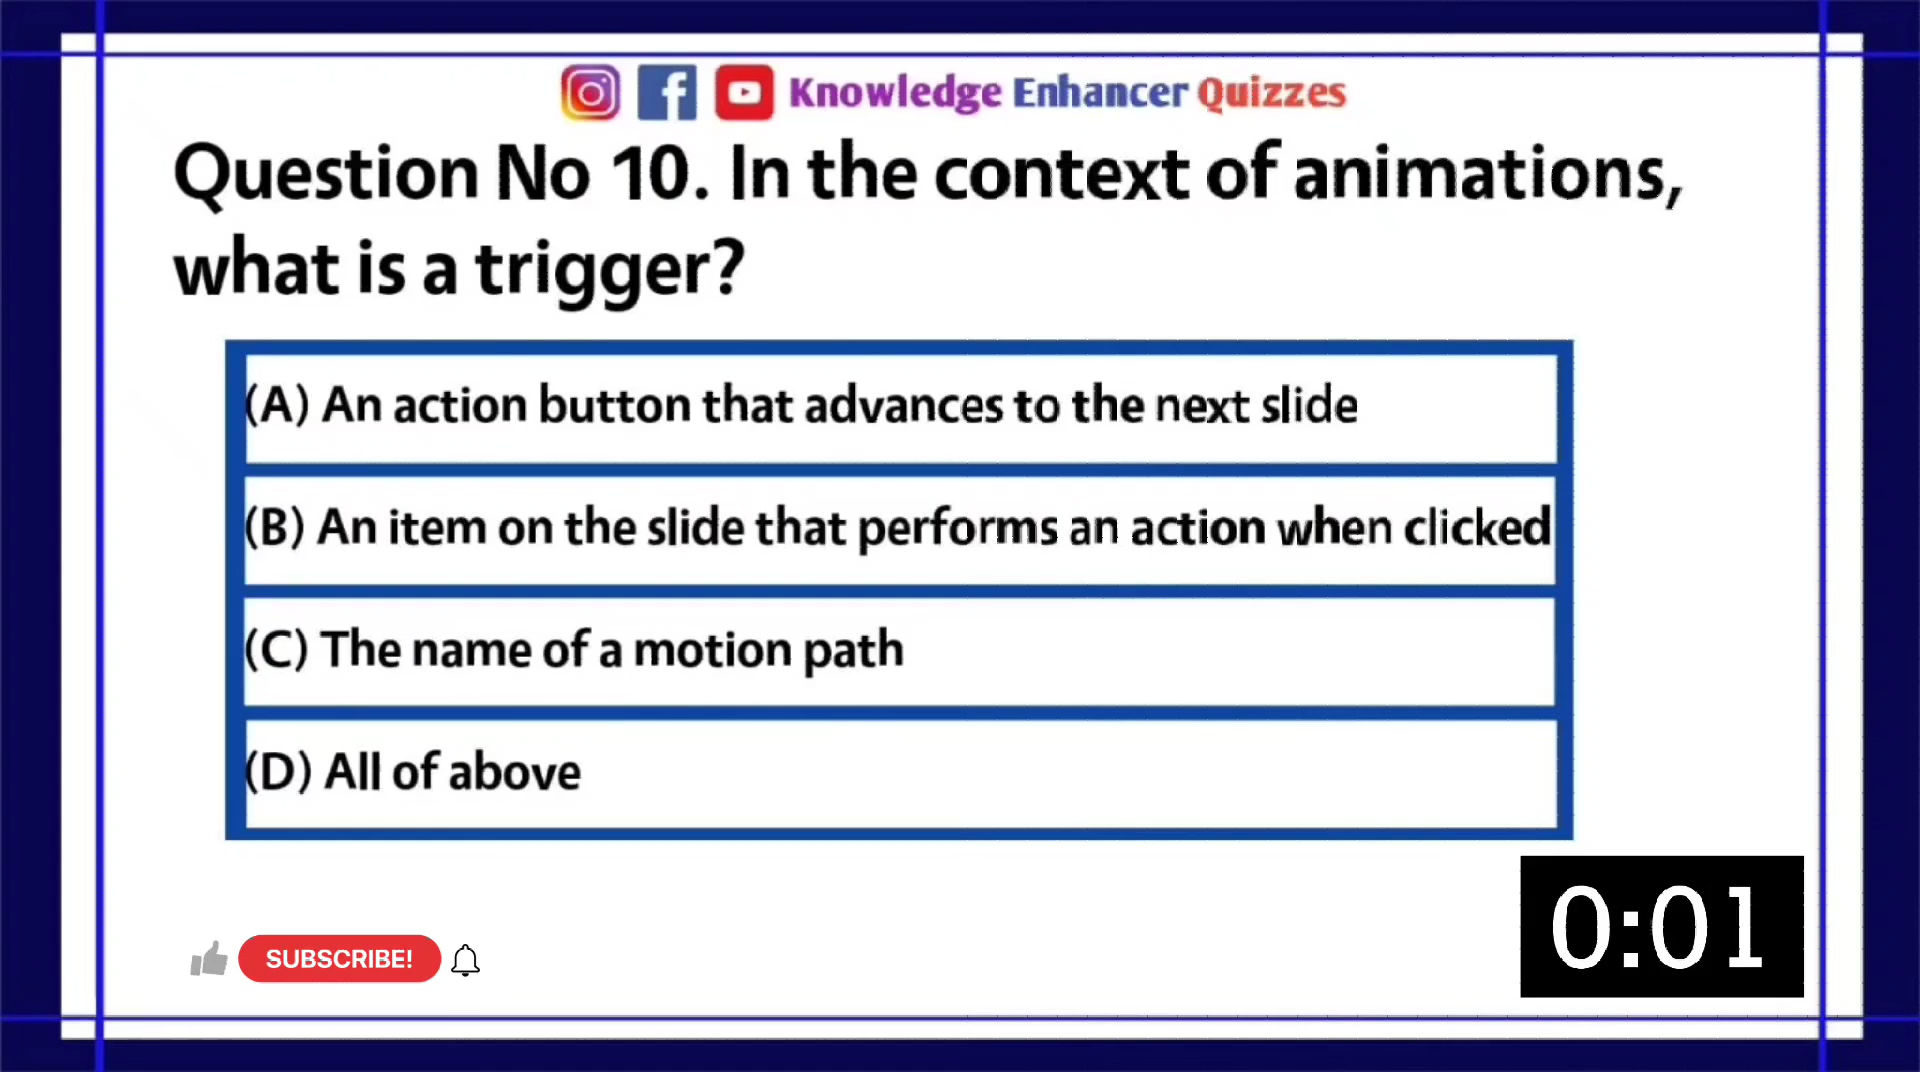 Knowledge Enhancer Quizzes
Question No 10. In the context of animations,
what is a trigger?
(A) An action button that advances to the next slide
(B) An item on the slide that performs an action when clicked
(C) The name of a motion path
(D) All of above
SUBSCRIBE!
0:01